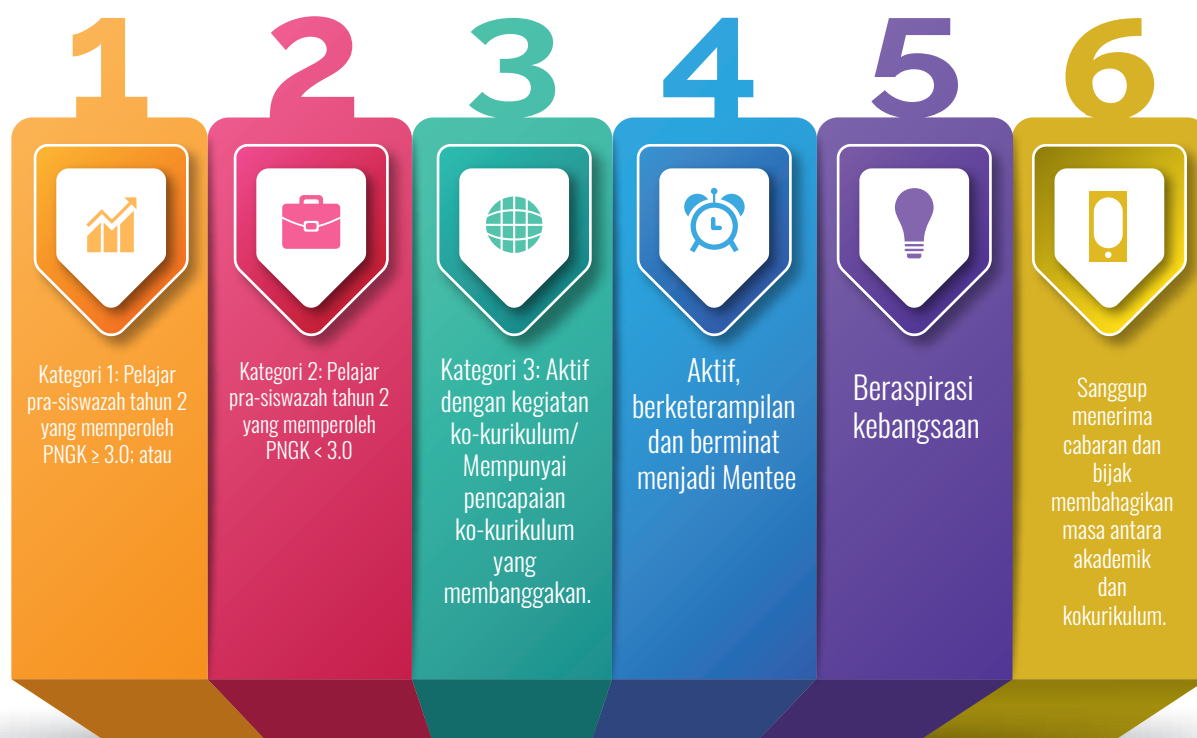 1
Kategori 1: Pelajar
pra-siswazah tahun 2
yang memperoleh
PNGK ≥ 3.0; atau
2
Kategori 2: Pelajar
pra-siswazah tahun 2
yang memperoleh
PNGK < 3.0
3
Kategori 3: Aktif
dengan kegiatan
ko-kurikulum/
Mempunyai
pencapaian
ko-kurikulum
yang
membanggakan.
4
Aktif,
berketerampilan
dan berminat
menjadi Mentee
5
Beraspirasi
kebangsaan
6
Sanggup
menerima
cabaran dan
bijak
membahagikan
masa antara
akademik
dan
kokurikulum.